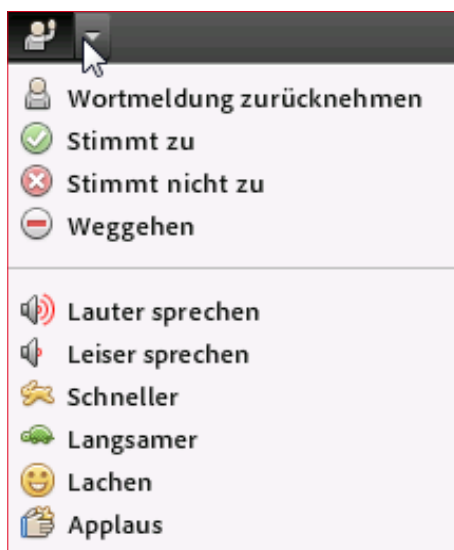 Wortmeldung zurücknehmen
Stimmt zu
Stimmt nicht zu
Weggehen
Lauter sprechen
Leiser sprechen
Schneller
Langsamer
Lachen
Applaus